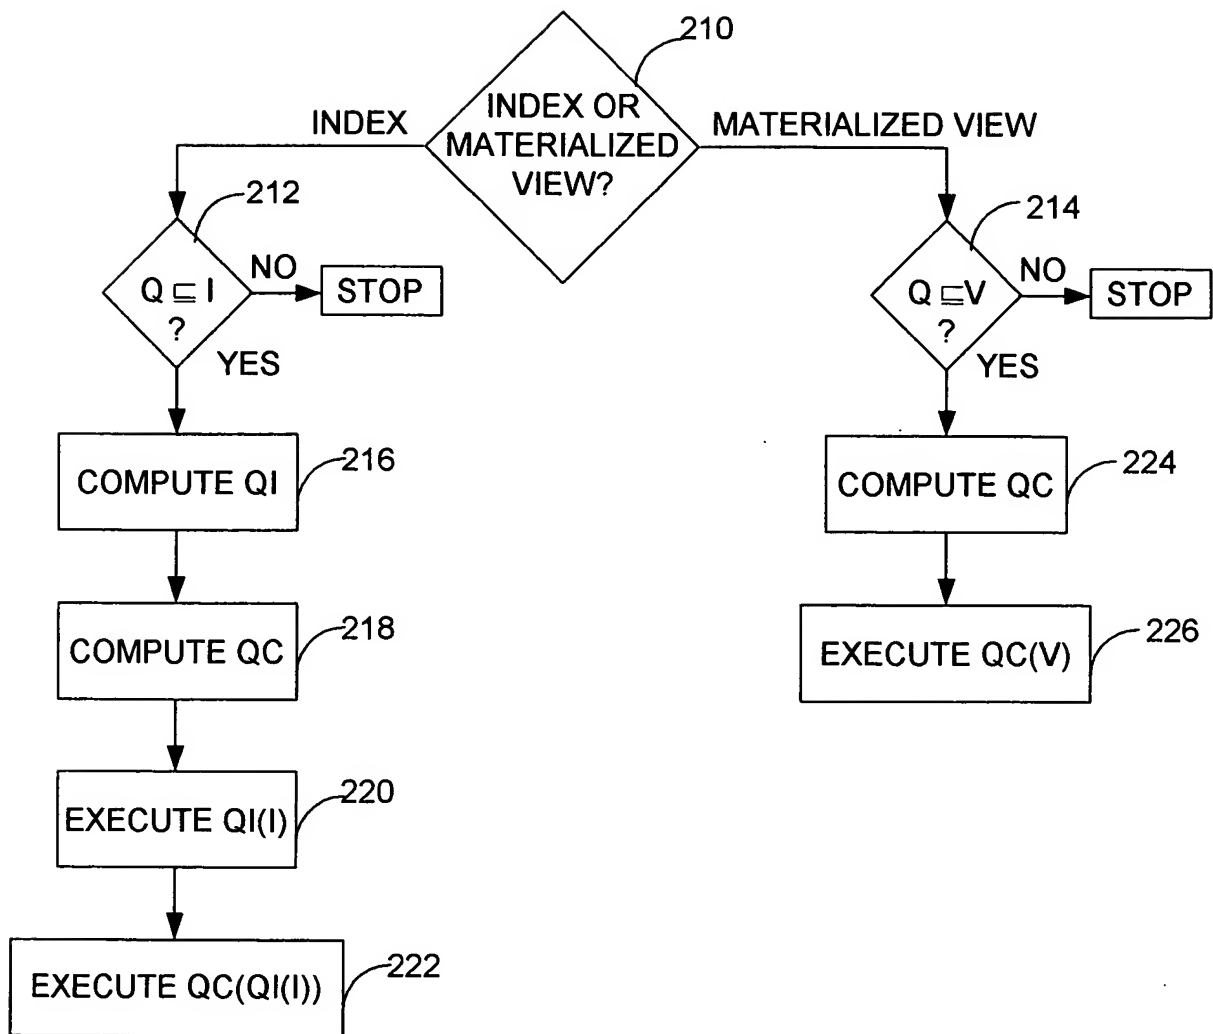 210
INDEX OR
MATERIALIZED
VIEW?
INDEX
MATERIALIZED VIEW
212
Q ⊑ I
?
NO
STOP
YES
214
Q ⊑V
?
NO
STOP
YES
COMPUTE QI
216
COMPUTE QC
224
COMPUTE QC
218
EXECUTE QC(V)
226
EXECUTE QI(I)
220
EXECUTE QC(QI(I))
222